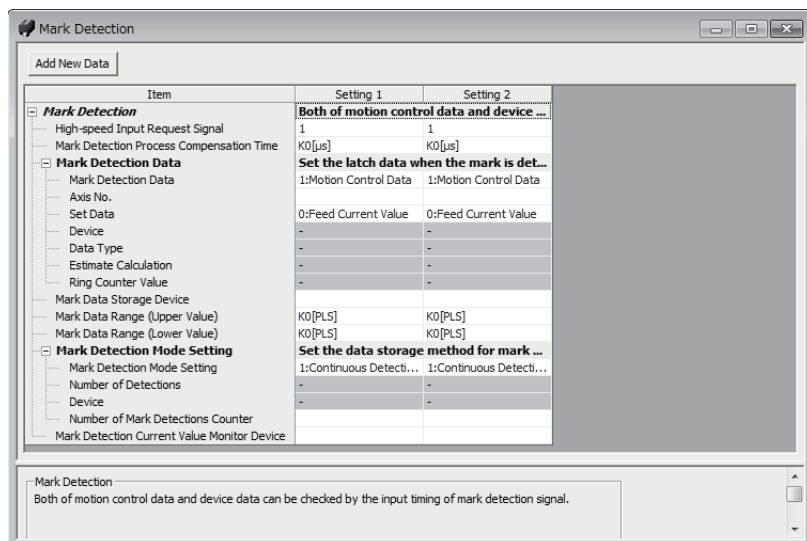 Mark Detection
Add New Data
Item Setting 1 Setting 2
Mark Detection Both of motion control data and device ...
High-speed Input Request Signal 1 1
Mark Detection Process Compensation Time K0[µs] K0[µs]
Mark Detection Data Set the latch data when the mark is det...
Mark Detection Data 1:Motion Control Data 1:Motion Control Data
Axis No.
Set Data 0:Feed Current Value 0:Feed Current Value
Device - -
Data Type - -
Estimate Calculation - -
Ring Counter Value - -
Mark Data Storage Device
Mark Data Range (Upper Value) K0[PLS] K0[PLS]
Mark Data Range (Lower Value) K0[PLS] K0[PLS]
Mark Detection Mode Setting Set the data storage method for mark ...
Mark Detection Mode Setting 1:Continuous Detecti... 1:Continuous Detecti...
Number of Detections - -
Device - -
Number of Mark Detections Counter
Mark Detection Current Value Monitor Device
Mark Detection
Both of motion control data and device data can be checked by the input timing of mark detection signal.